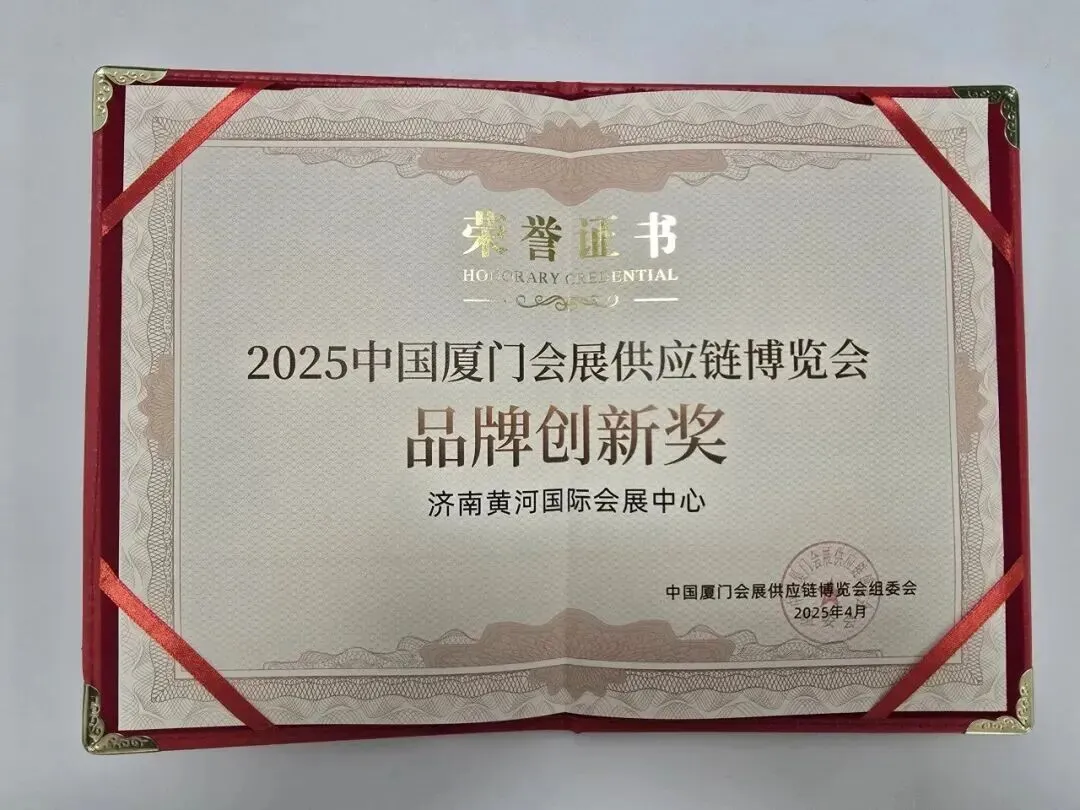 荣誉证书
HONORARY CREDENTIAL
2025中国厦门会展供应链博览会
品牌创新奖
济南黄河国际会展中心
中国厦门会展供应链博览会组委会
2025年4月